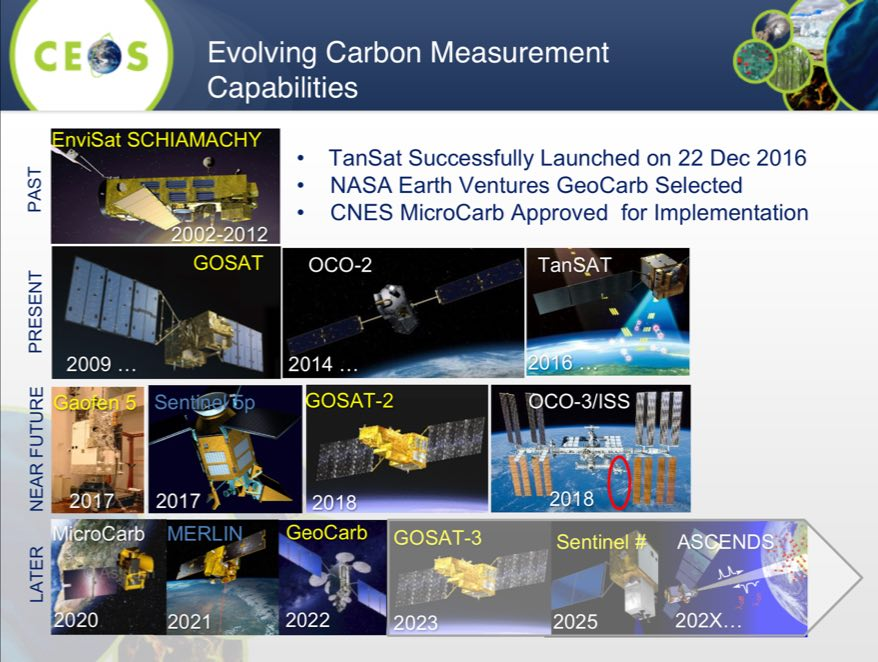 CEOS
Evolving Carbon Measurement
Capabilities
PAST
EnviSat SCHIAMACHY
2002-2012
• TanSat Successfully Launched on 22 Dec 2016
• NASA Earth Ventures GeoCarb Selected
• CNES MicroCarb Approved for Implementation
PRESENT
GOSAT
2009 ...
OCO-2
2014 ...
TanSAT
2016 ...
NEAR FUTURE
Gaofen 5
2017
Sentinel 5p
2017
GOSAT-2
2018
OCO-3/ISS
2018
LATER
MicroCarb
2020
MERLIN
2021
GeoCarb
2022
GOSAT-3
2023
Sentinel #
2025
ASCENDS
202X...